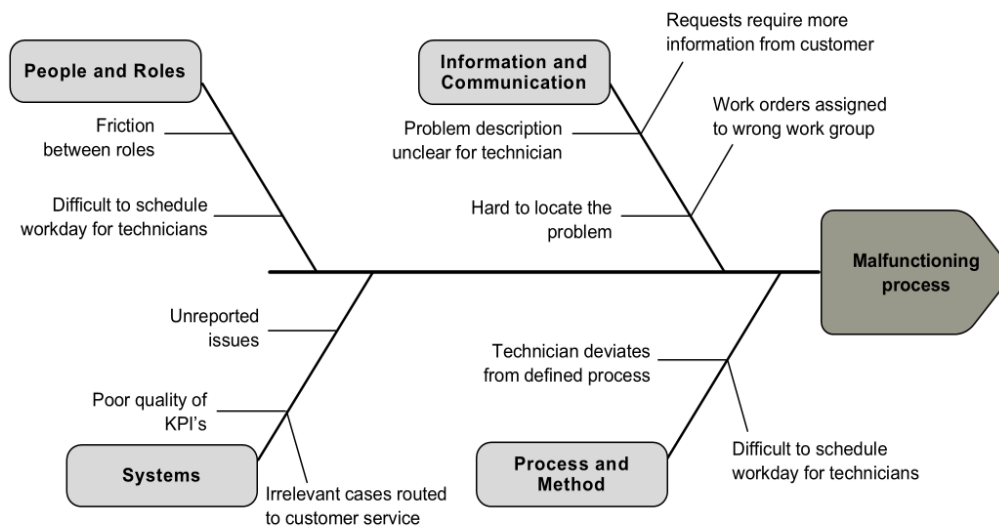 People and Roles
Friction
between roles
Difficult to schedule
workday for technicians
Information and
Communication
Requests require more
information from customer
Problem description
unclear for technician
Work orders assigned
to wrong work group
Hard to locate the
problem
Malfunctioning
process
Unreported
issues
Poor quality of
KPI's
Systems
Irrelevant cases routed
to customer service
Technician deviates
from defined process
Process and
Method
Difficult to schedule
workday for technicians